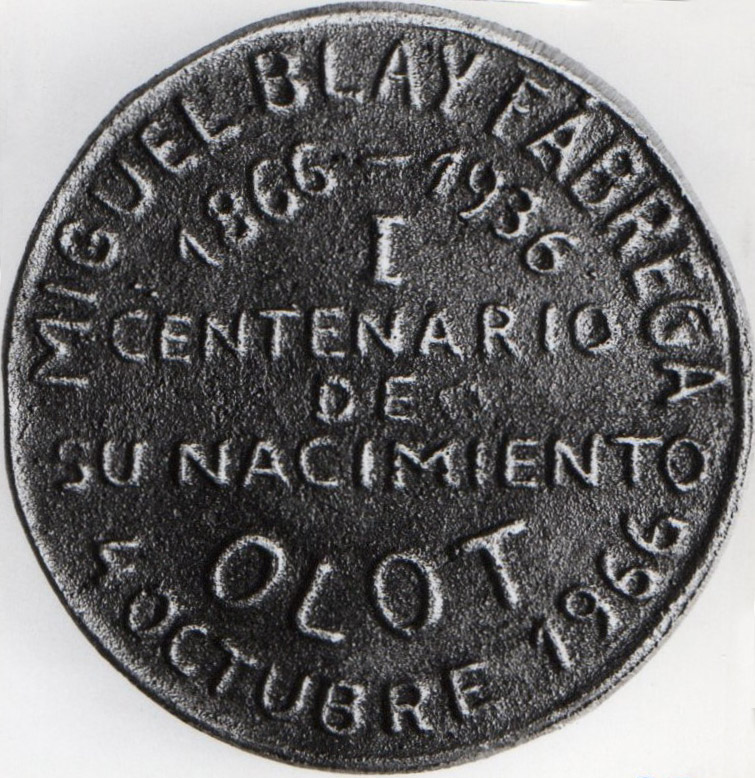 MIGUEL BLAY FABREGA
1866-1936
I
CENTENARIO
DE
SU NACIMIENTO
OLOT
4 OCTUBRE 1966